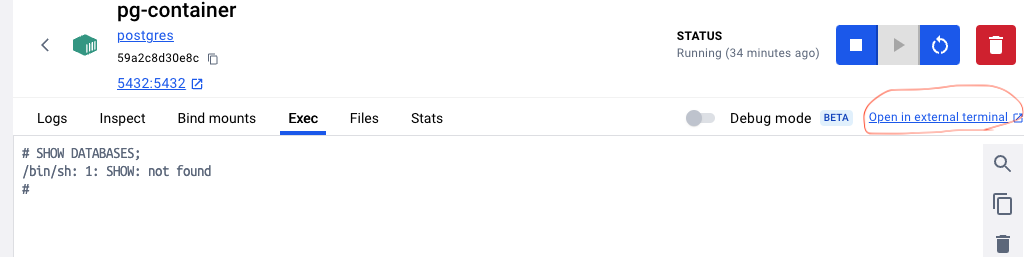 pg-container
postgres
59a2c8d30e8c
5432:5432
STATUS
Running (34 minutes ago)
Logs Inspect Bind mounts Exec Files Stats Debug mode BETA Open in external terminal
# SHOW DATABASES;
/bin/sh: 1: SHOW: not found
#